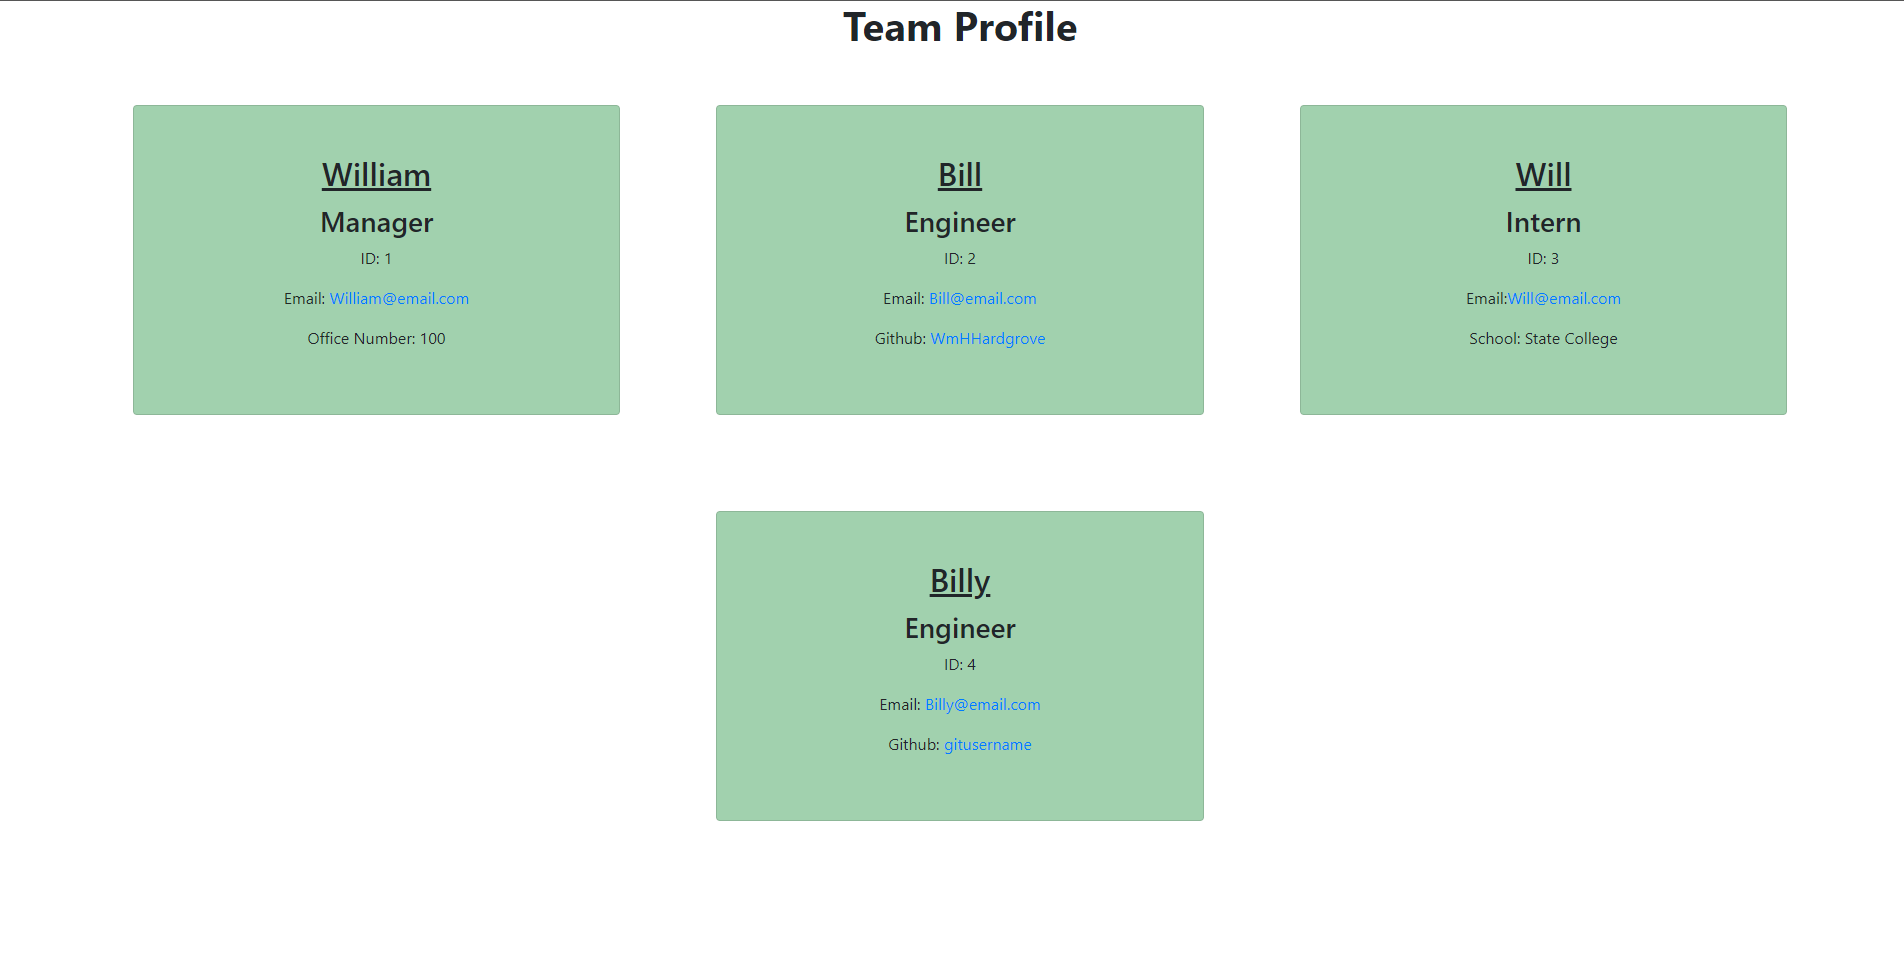 Team Profile
William
Manager
ID: 1
Email: William@email.com
Office Number: 100
Bill
Engineer
ID: 2
Email: Bill@email.com
Github: WmHHardgrove
Will
Intern
ID: 3
Email:Will@email.com
School: State College
Billy
Engineer
ID: 4
Email: Billy@email.com
Github: gitusername